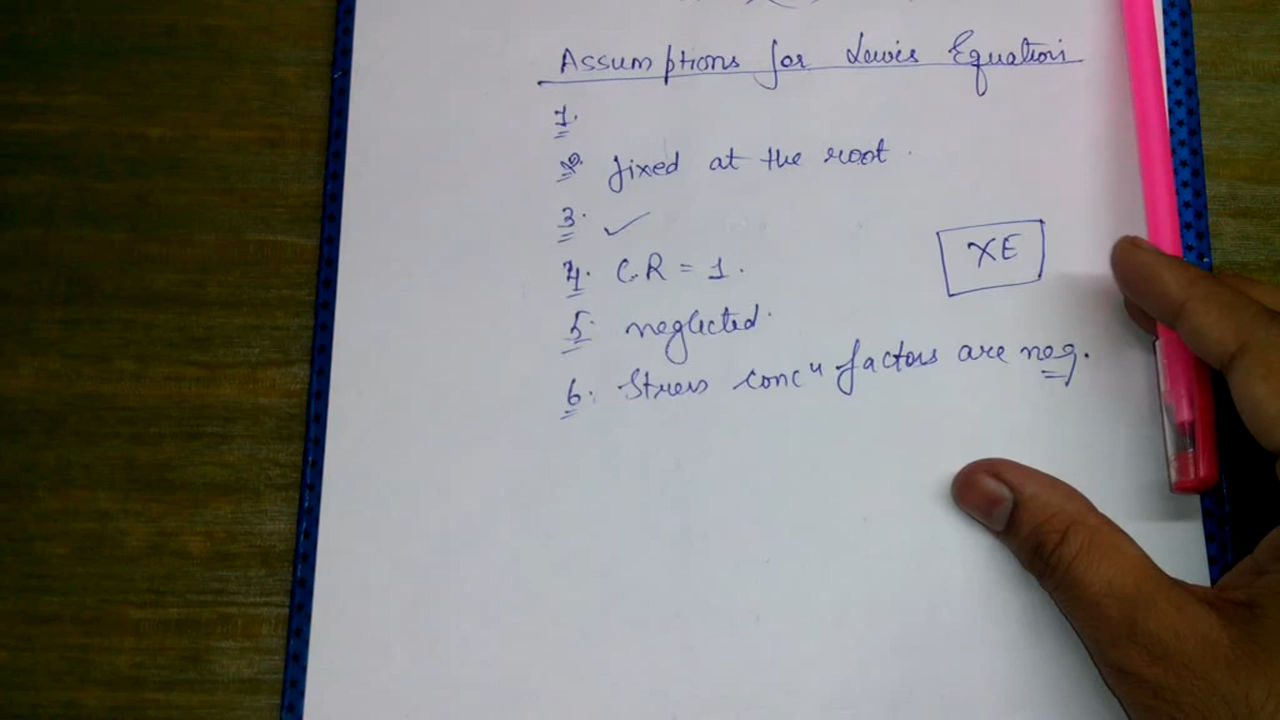 Assumptions for Lewis Equation
1.
2. fixed at the root.
3. ✓
4. C.R = 1.
XE
5. neglected.
6. Stress concn factors are neg.